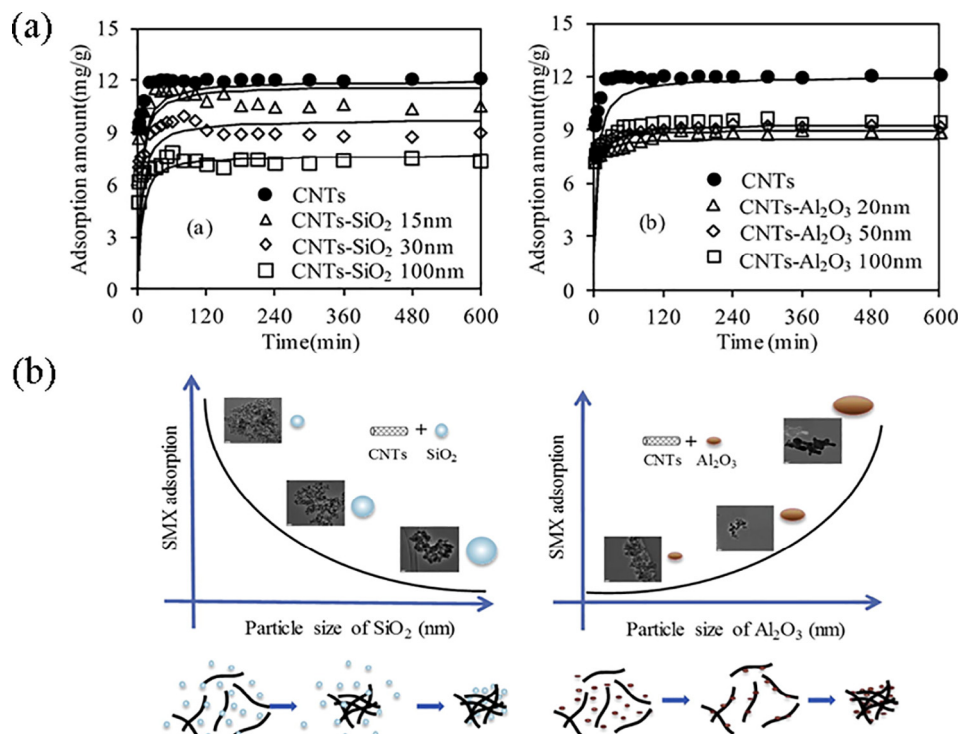 (a)
Adsorption amount(mg/g)
15
12
9
6
3
0
0 120 240 360 480 600
Time(min)
(a)
CNTs
CNTs-SiO₂ 15nm
CNTs-SiO₂ 30nm
CNTs-SiO₂ 100nm
Adsorption amount(mg/g)
15
12
9
6
3
0
0 120 240 360 480 600
Time(min)
(b)
CNTs
CNTs-Al₂O₃ 20nm
CNTs-Al₂O₃ 50nm
CNTs-Al₂O₃ 100nm
(b)
SMX adsorption
+
CNTs SiO₂
Particle size of SiO₂ (nm)
SMX adsorption
+
CNTs Al₂O₃
Particle size of Al₂O₃ (nm)